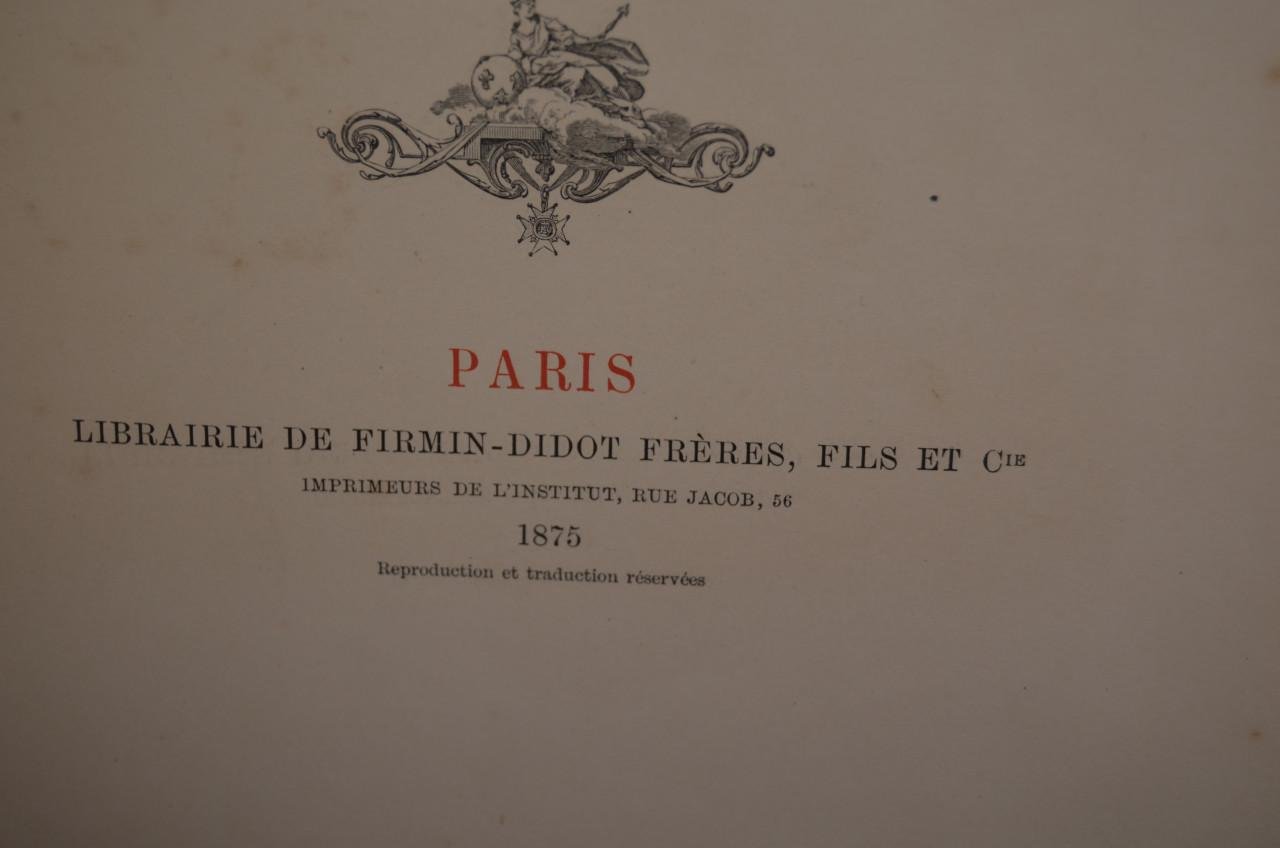 PARIS
LIBRAIRIE DE FIRMIN-DIDOT FRÈRES, FILS ET CIE
IMPRIMEURS DE L'INSTITUT, RUE JACOB, 56
1875
Reproduction et traduction réservées